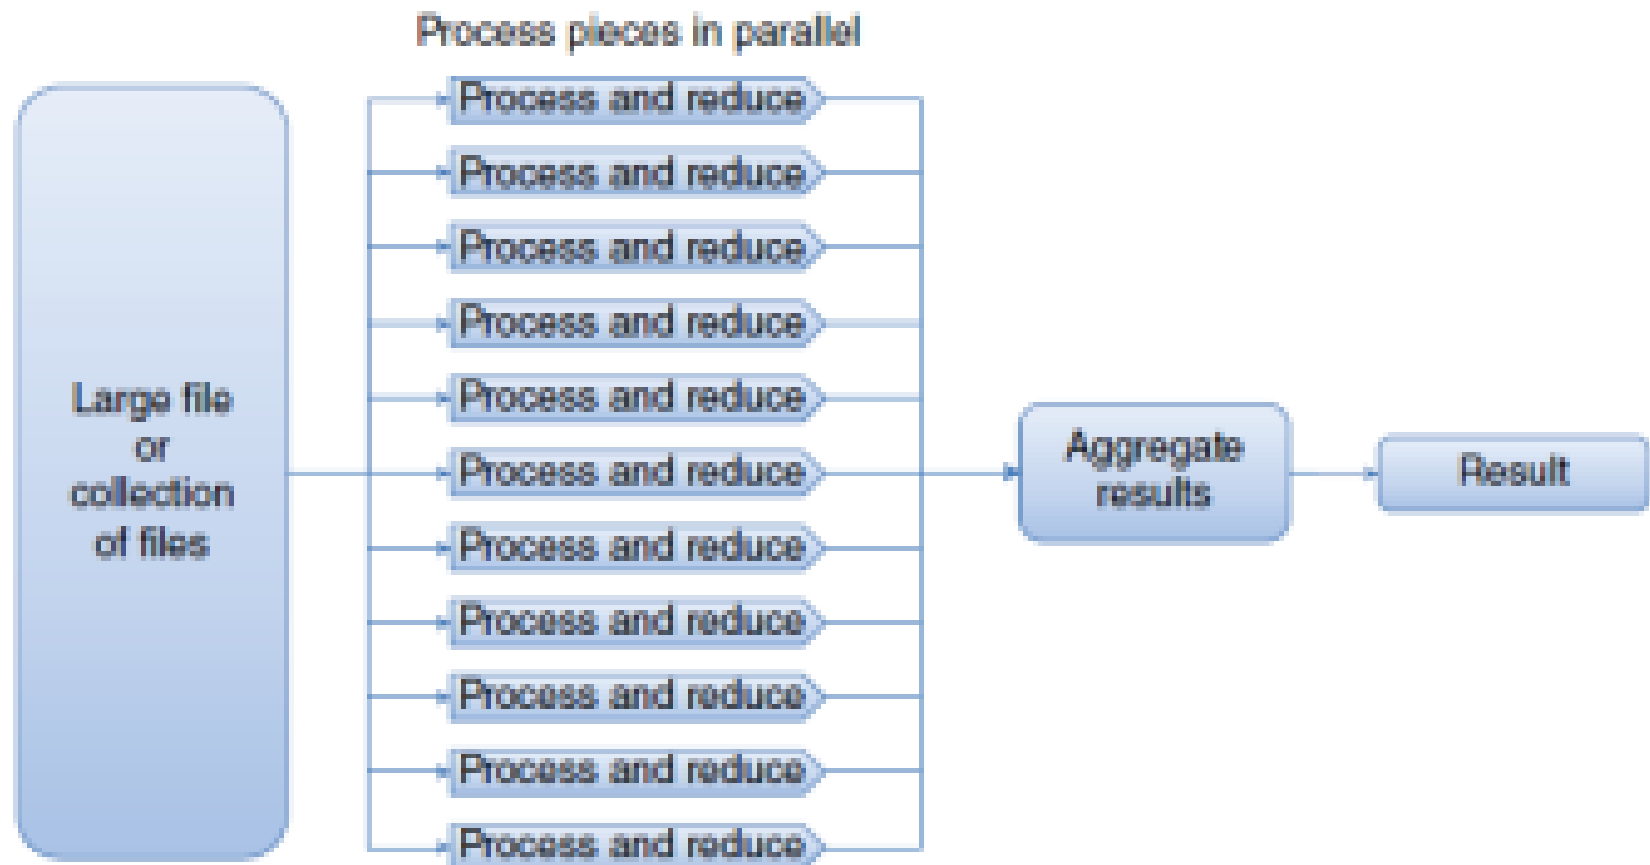 Process pieces in parallel
Process and reduce
Process and reduce
Process and reduce
Process and reduce
Process and reduce
Process and reduce
Process and reduce
Process and reduce
Process and reduce
Process and reduce
Process and reduce
Large file
or
collection
of files
Aggregate
results
Result